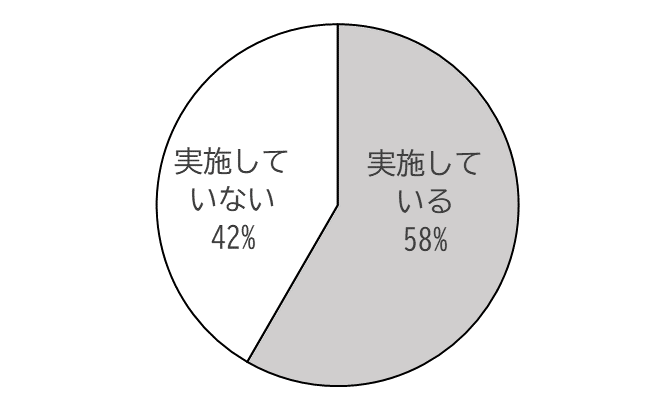 実施して
いない
42%
実施して
いる
58%